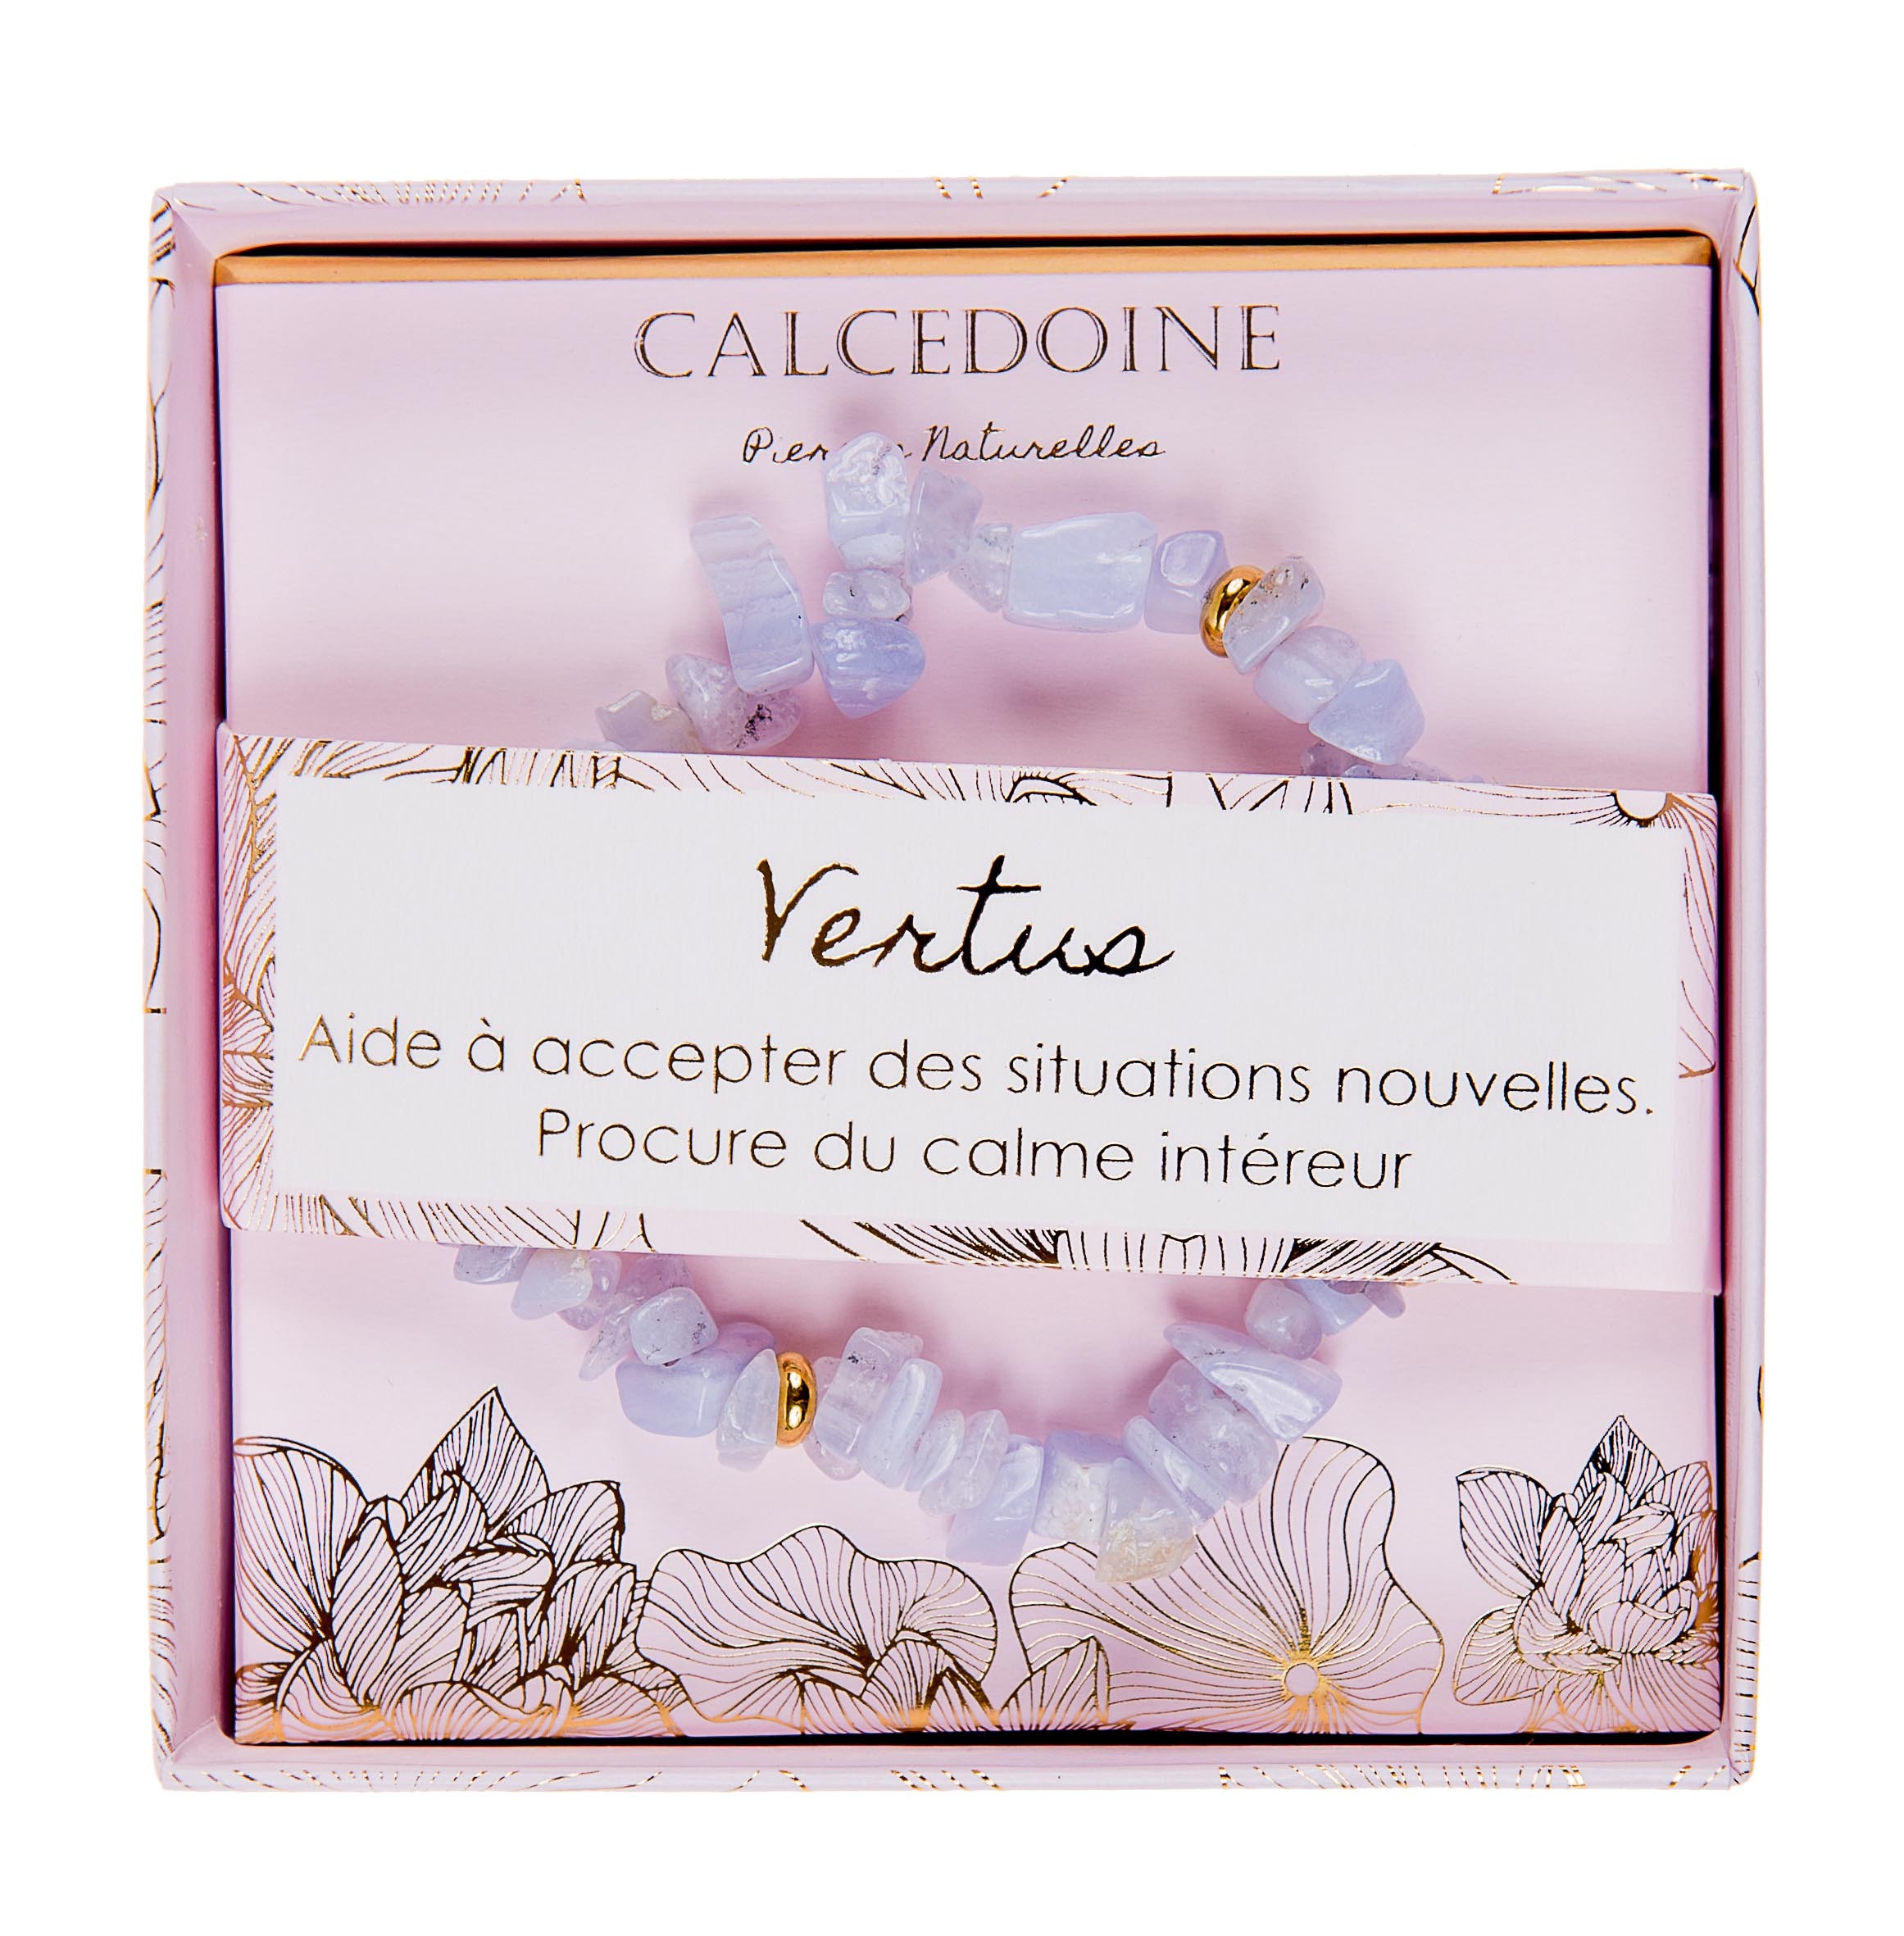 CALCEDOINE
Naturelles
Vertus
Aide à accepter des situations nouvelles.
Procure du calme intéreur